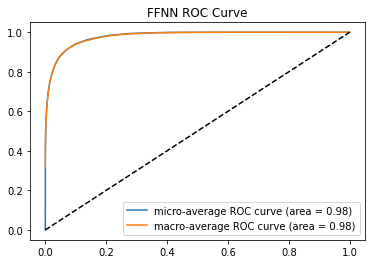 FFNN ROC Curve
1.0
0.8
0.6
0.4
0.2
0.0
micro-average ROC curve (area = 0.98)
macro-average ROC curve (area = 0.98)
0.0 0.2 0.4 0.6 0.8 1.0